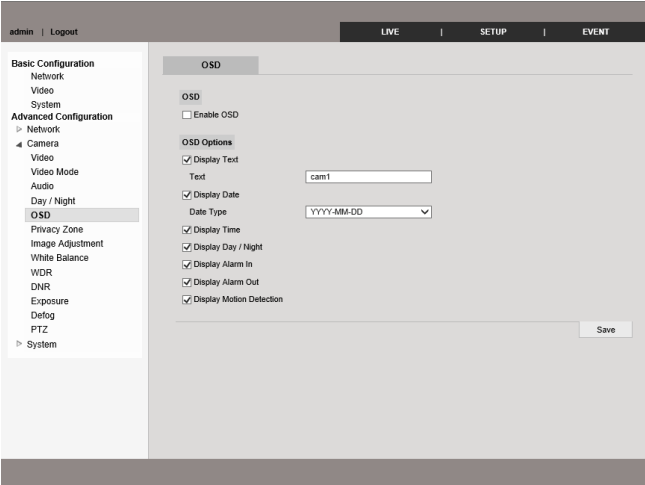 admin | Logout
LIVE | SETUP | EVENT
Basic Configuration
Network
Video
System
Advanced Configuration
Network
Camera
Video
Video Mode
Audio
Day / Night
OSD
Privacy Zone
Image Adjustment
White Balance
WDR
DNR
Exposure
Defog
PTZ
System
OSD
OSD
Enable OSD
OSD Options
Display Text
Text cam1
Display Date
Date Type YYYY-MM-DD
Display Time
Display Day / Night
Display Alarm In
Display Alarm Out
Display Motion Detection
Save